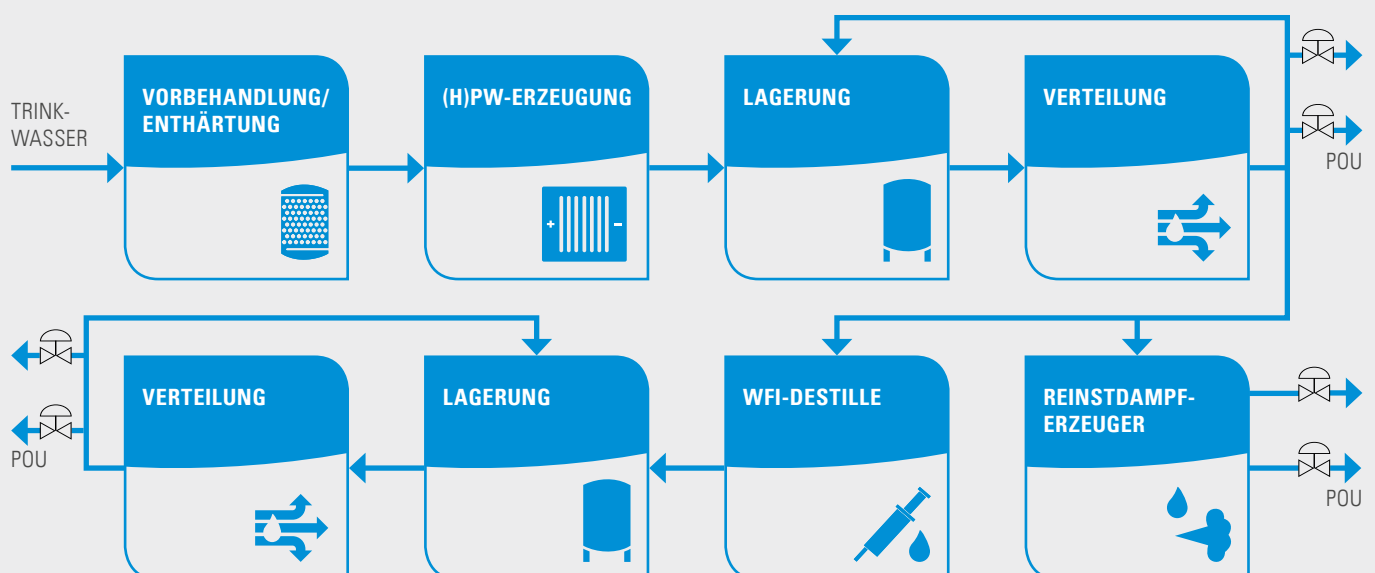 TRINK-
WASSER
VORBEHANDLUNG/
ENTHÄRTUNG
(H)PW-ERZEUGUNG
LAGERUNG
VERTEILUNG
POU
POU
VERTEILUNG
LAGERUNG
WFI-DESTILLE
REINSTDAMPF-
ERZEUGER
POU